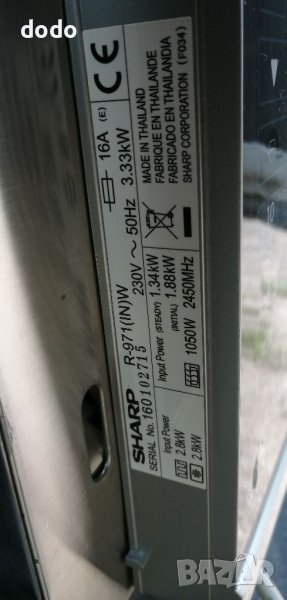 dodo
SHARP R-971(IN)W
SERIAL No. 160102715
230V ~ 50Hz 3.33kW
16A (E)
CE
Input Power
2.8kW
2.8kW
Input Power (STEADY) 1.34kW
(INITIAL) 1.88kW
1050W 2450MHz
MADE IN THAILAND
FABRIQUE EN THAILANDE
FABRICADO EN THAILANDIA
SHARP CORPORATION (F034)
BAZAR